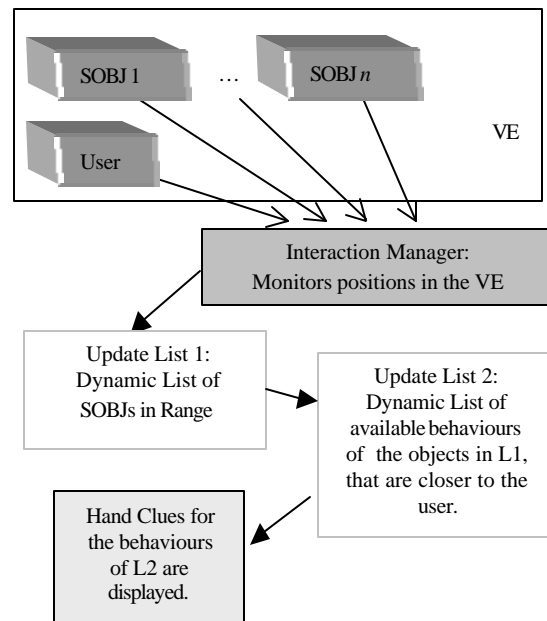 SOBJ 1
…
SOBJ n
VE
User
Interaction Manager:
Monitors positions in the VE
Update List 1:
Dynamic List of
SOBJs in Range
Update List 2:
Dynamic List of
available behaviours
of the objects in L1,
that are closer to the
user.
Hand Clues for
the behaviours
of L2 are
displayed.